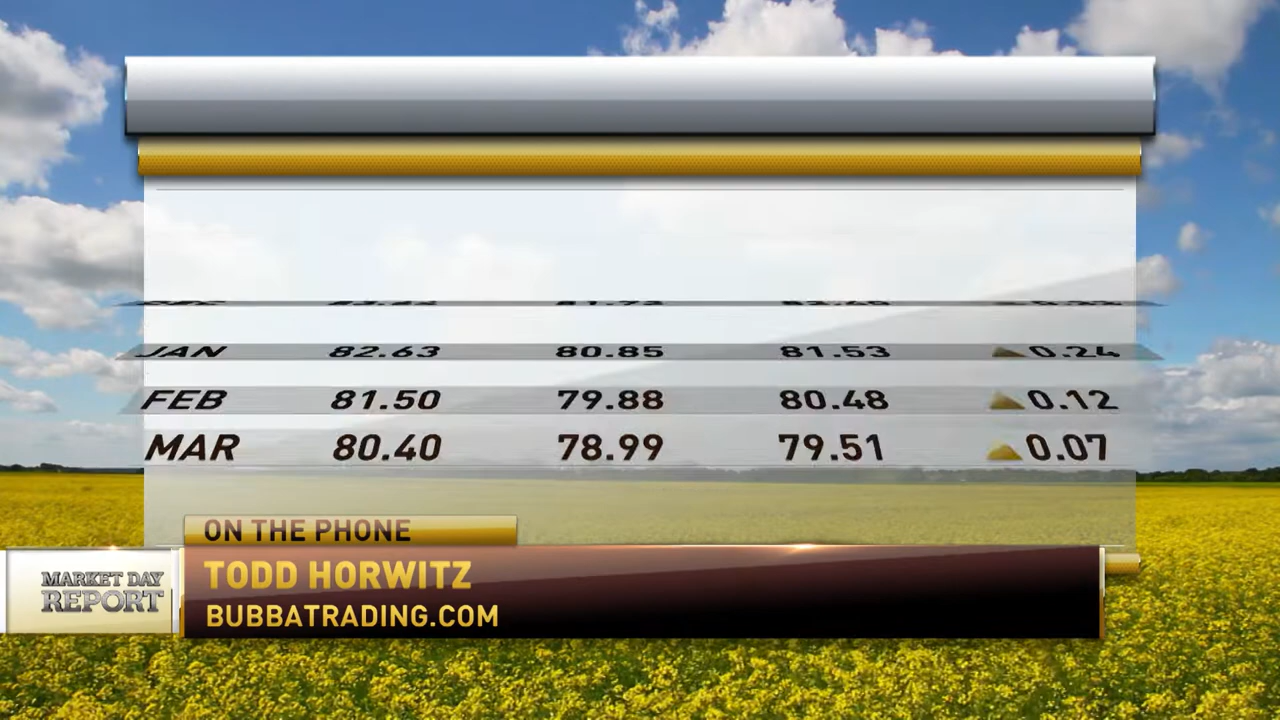 JAN 82.63 80.85 81.53 0.24
FEB 81.50 79.88 80.48 0.12
MAR 80.40 78.99 79.51 0.07
ON THE PHONE
TODD HORWITZ
BUBBATRADING.COM
MARKET DAY
REPORT